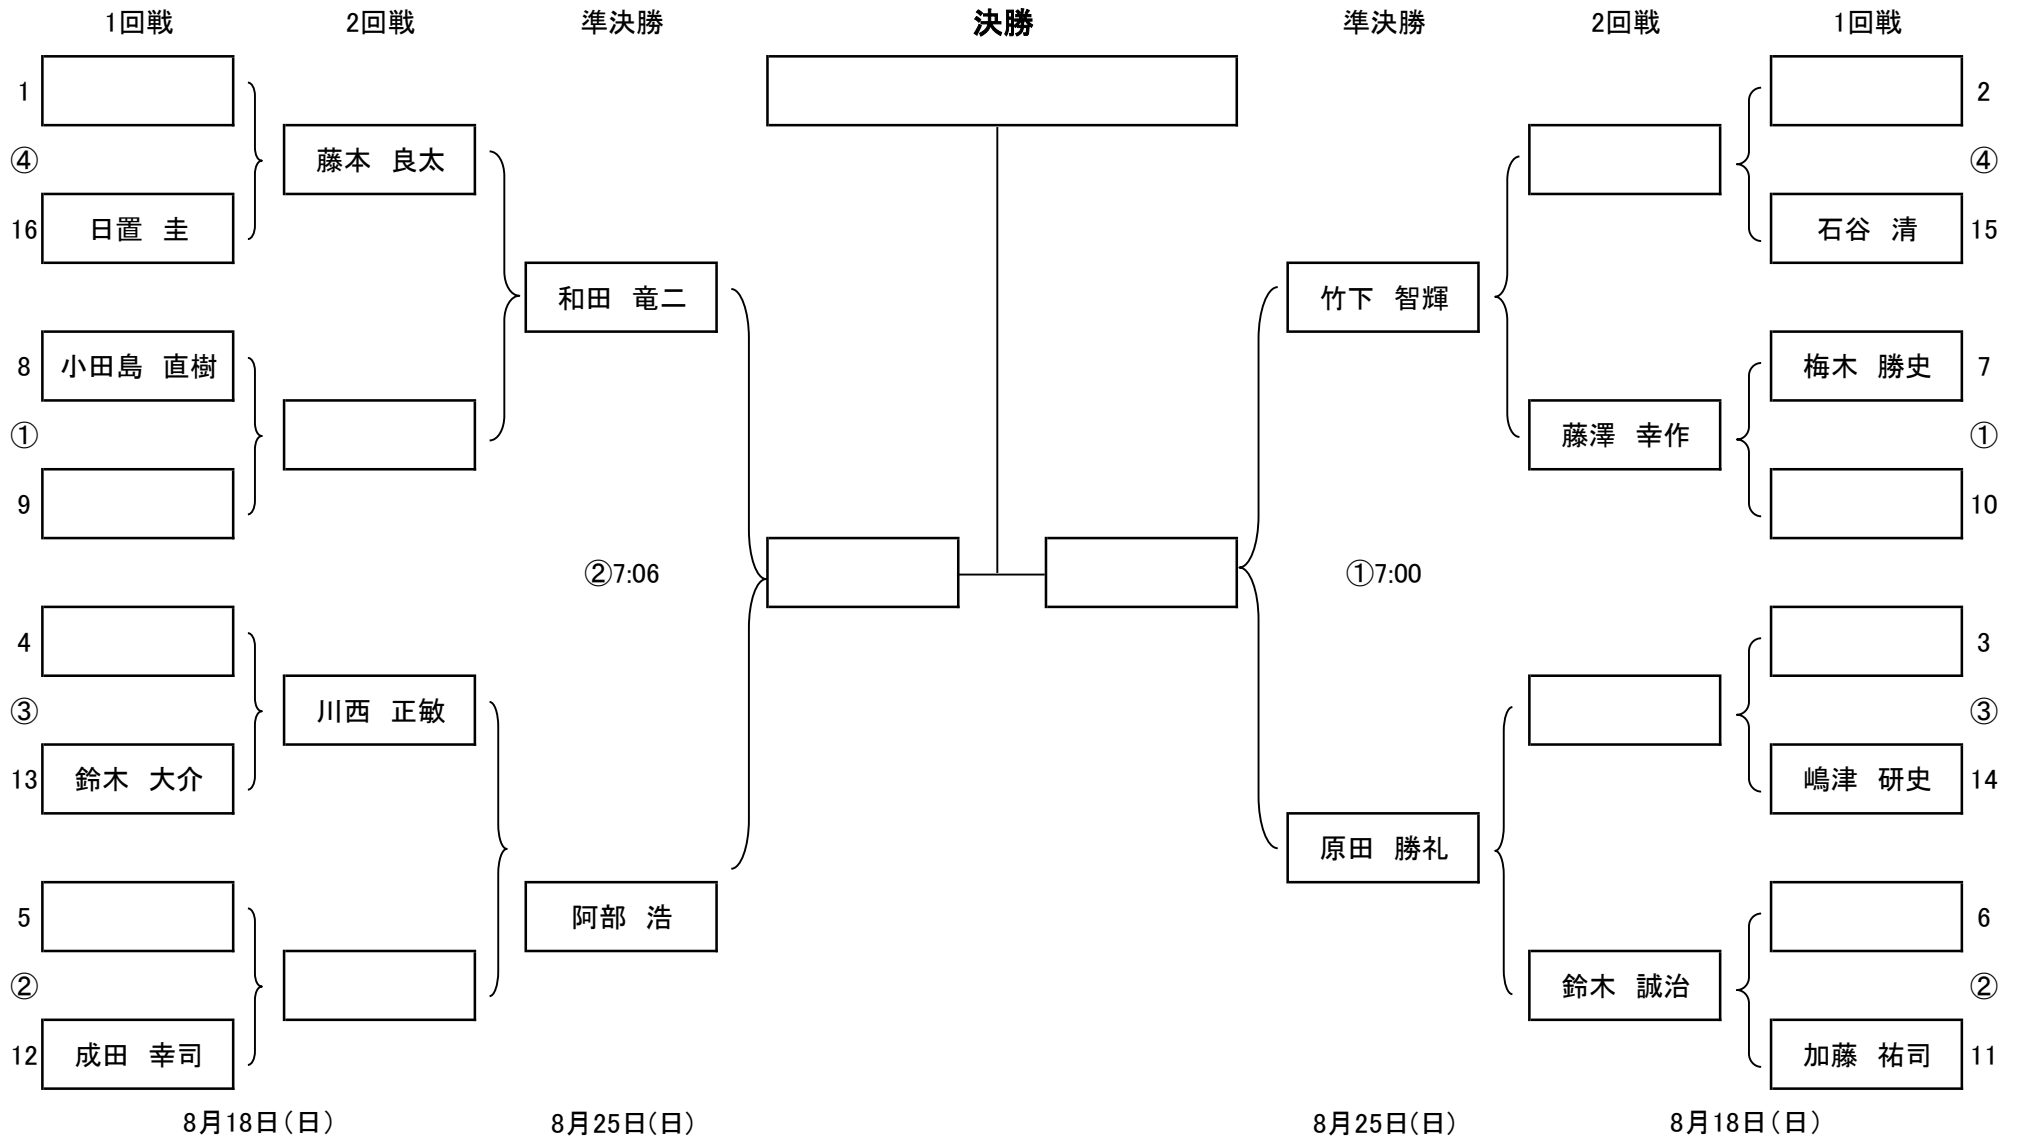 1回戦 2回戦 準決勝 決勝 準決勝 2回戦 1回戦
1 2
④ 藤本 良太 ④
16 日置 圭 石谷 清 15
和田 竜二 竹下 智輝
8 小田島 直樹 梅木 勝史 7
① 藤澤 幸作 ①
9 10
②7:06 ①7:00
4 3
③ 川西 正敏 ③
13 鈴木 大介 嶋津 研史 14
原田 勝礼
5 阿部 浩 6
② 鈴木 誠治 ②
12 成田 幸司 加藤 祐司 11
8月18日(日) 8月25日(日) 8月25日(日) 8月18日(日)